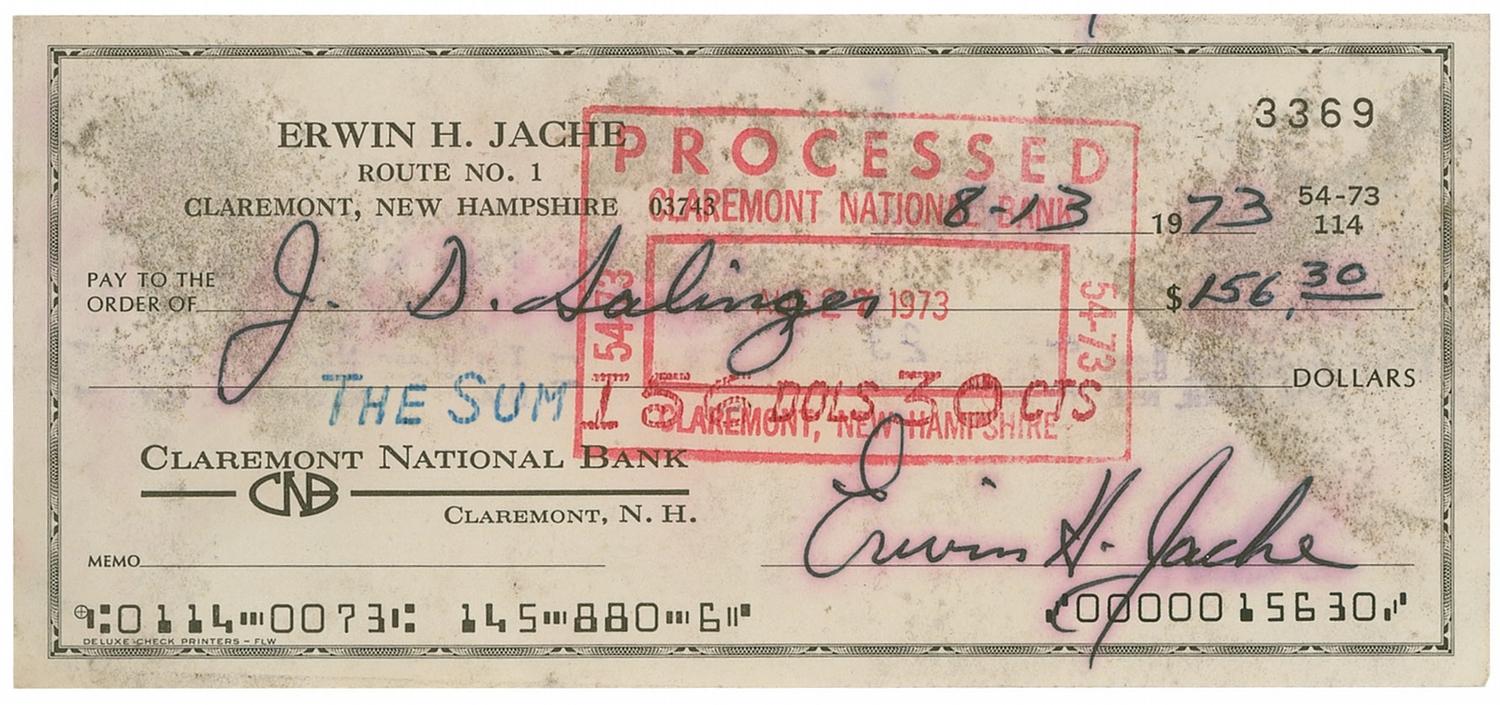 3369
ERWIN H. JACHE
ROUTE NO. 1
CLAREMONT, NEW HAMPSHIRE 03743
PROCESSED
CLAREMONT NATIONAL BANK
8-13 1973
54-73
114
PAY TO THE
ORDER OF J. D. Salinger $156.30
27 1973
54-73
54-73
THE SUM 156 DOLS 30 CTS DOLLARS
CLAREMONT, NEW HAMPSHIRE
CLAREMONT NATIONAL BANK
CNB
CLAREMONT, N. H.
Erwin H. Jache
MEMO
⑆0114⑉0073⑆ 145⑉880⑉6⑈ ⑇0000015630⑇
DELUXE CHECK PRINTERS – FLW